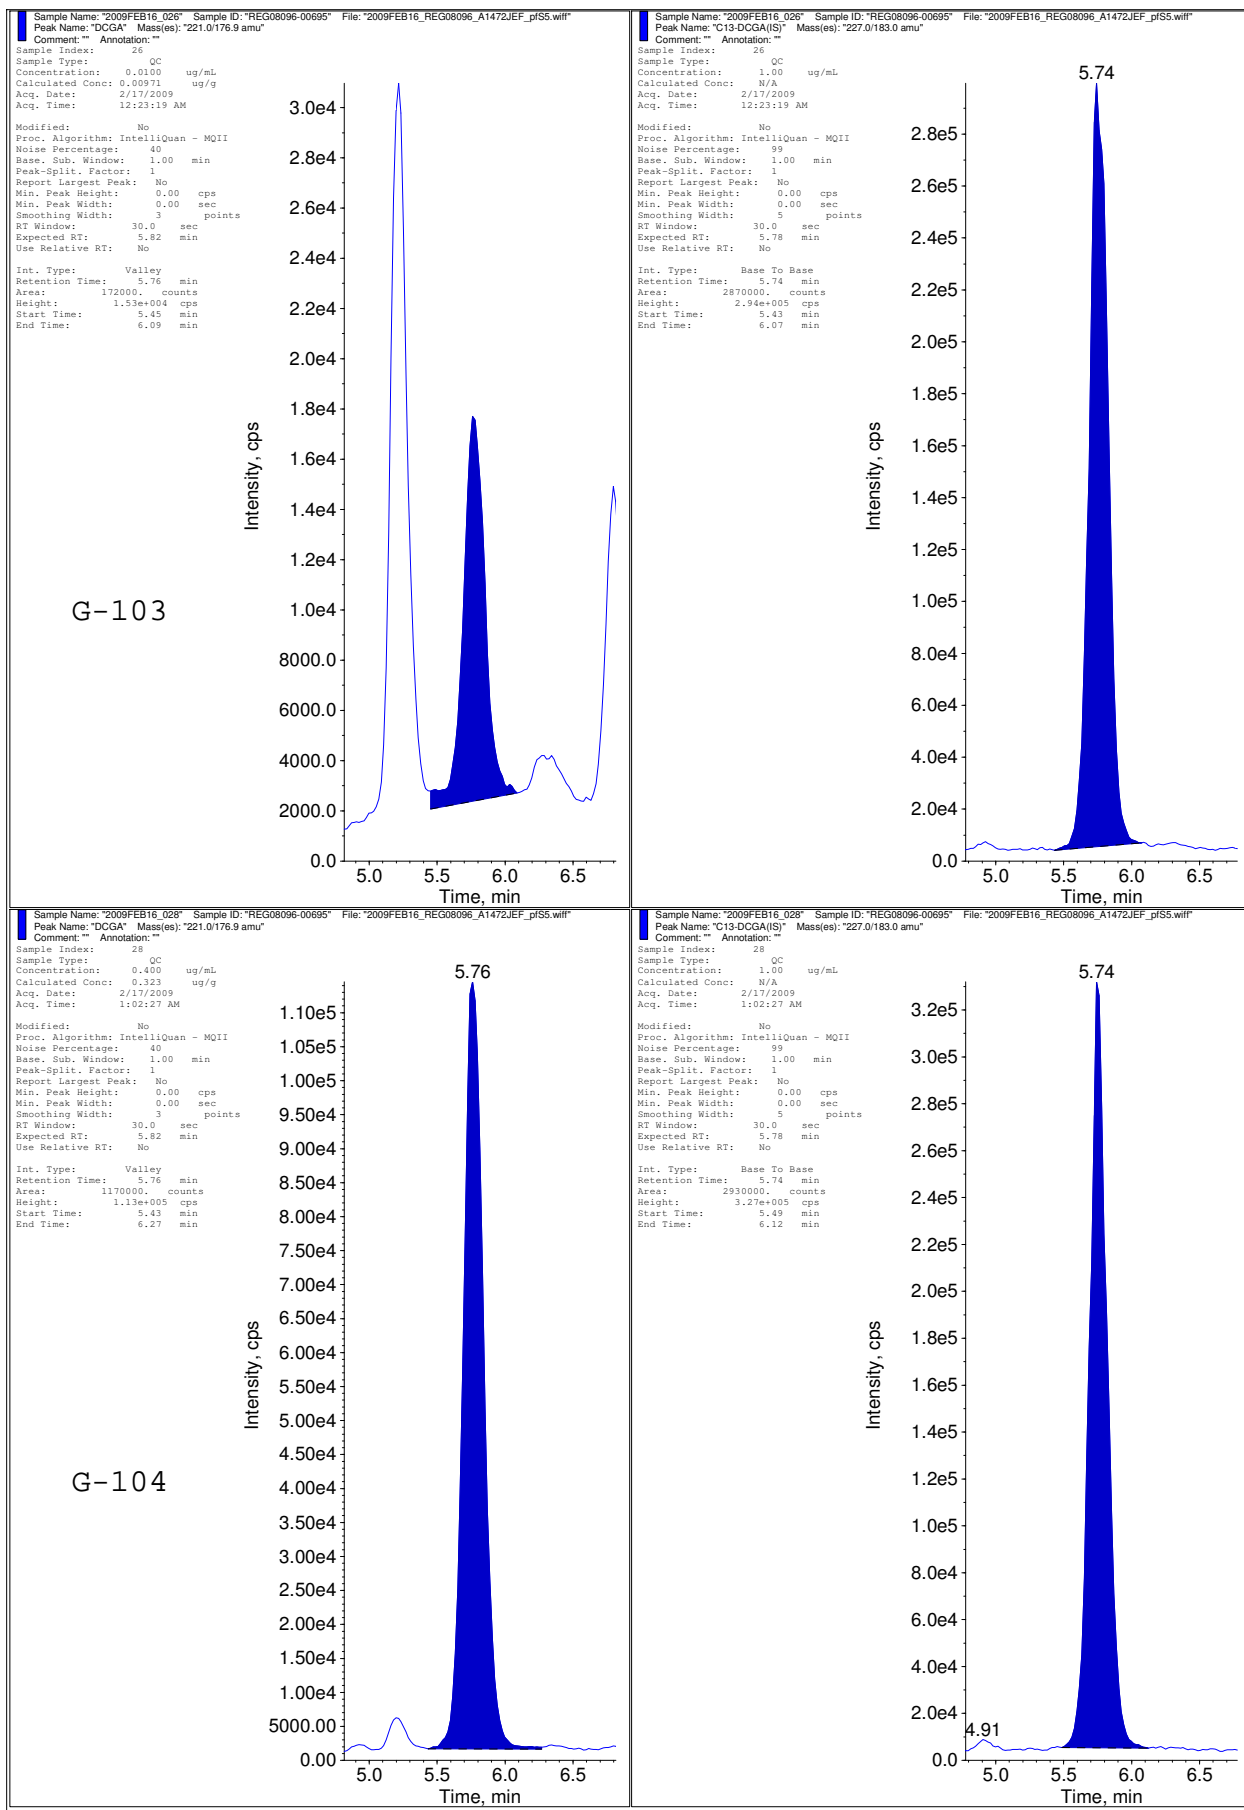 Sample Name: "2009FEB16_026" Sample ID: "REG08096-00695" File: "2009FEB16_REG08096_A1472JEF_pfS5.wiff"
Peak Name: "DCGA" Mass(es): "221.0/176.9 amu"
Comment: "" Annotation: ""
Sample Index: 26
Sample Type: QC
Concentration: 0.0100 ug/mL
Calculated Conc: 0.00971 ug/g
Acq. Date: 2/17/2009
Acq. Time: 12:23:19 AM
Modified: No
Proc. Algorithm: IntelliQuan - MQII
Noise Percentage: 40
Base. Sub. Window: 1.00 min
Peak-Split. Factor: 1
Report Largest Peak: No
Min. Peak Height: 0.00 cps
Min. Peak Width: 0.00 sec
Smoothing Width: 3 points
RT Window: 30.0 sec
Expected RT: 5.82 min
Use Relative RT: No
Int. Type: Valley
Retention Time: 5.76 min
Area: 172000. counts
Height: 1.53e+004 cps
Start Time: 5.45 min
End Time: 6.09 min
G-103
Intensity, cps
3.0e4
2.8e4
2.6e4
2.4e4
2.2e4
2.0e4
1.8e4
1.6e4
1.4e4
1.2e4
1.0e4
8000.0
6000.0
4000.0
2000.0
0.0
5.0 5.5 6.0 6.5
Time, min
Sample Name: "2009FEB16_026" Sample ID: "REG08096-00695" File: "2009FEB16_REG08096_A1472JEF_pfS5.wiff"
Peak Name: "C13-DCGA(IS)" Mass(es): "227.0/183.0 amu"
Comment: "" Annotation: ""
Sample Index: 26
Sample Type: QC
Concentration: 1.00 ug/mL
Calculated Conc: N/A
Acq. Date: 2/17/2009
Acq. Time: 12:23:19 AM
Modified: No
Proc. Algorithm: IntelliQuan - MQII
Noise Percentage: 99
Base. Sub. Window: 1.00 min
Peak-Split. Factor: 1
Report Largest Peak: No
Min. Peak Height: 0.00 cps
Min. Peak Width: 0.00 sec
Smoothing Width: 5 points
RT Window: 30.0 sec
Expected RT: 5.78 min
Use Relative RT: No
Int. Type: Base To Base
Retention Time: 5.74 min
Area: 2870000. counts
Height: 2.94e+005 cps
Start Time: 5.43 min
End Time: 6.07 min
5.74
Intensity, cps
2.8e5
2.6e5
2.4e5
2.2e5
2.0e5
1.8e5
1.6e5
1.4e5
1.2e5
1.0e5
8.0e4
6.0e4
4.0e4
2.0e4
0.0
5.0 5.5 6.0 6.5
Time, min
Sample Name: "2009FEB16_028" Sample ID: "REG08096-00695" File: "2009FEB16_REG08096_A1472JEF_pfS5.wiff"
Peak Name: "DCGA" Mass(es): "221.0/176.9 amu"
Comment: "" Annotation: ""
Sample Index: 28
Sample Type: QC
Concentration: 0.400 ug/mL
Calculated Conc: 0.323 ug/g
Acq. Date: 2/17/2009
Acq. Time: 1:02:27 AM
Modified: No
Proc. Algorithm: IntelliQuan - MQII
Noise Percentage: 40
Base. Sub. Window: 1.00 min
Peak-Split. Factor: 1
Report Largest Peak: No
Min. Peak Height: 0.00 cps
Min. Peak Width: 0.00 sec
Smoothing Width: 3 points
RT Window: 30.0 sec
Expected RT: 5.82 min
Use Relative RT: No
Int. Type: Valley
Retention Time: 5.76 min
Area: 1170000. counts
Height: 1.13e+005 cps
Start Time: 5.43 min
End Time: 6.27 min
G-104
5.76
Intensity, cps
1.10e5
1.05e5
1.00e5
9.50e4
9.00e4
8.50e4
8.00e4
7.50e4
7.00e4
6.50e4
6.00e4
5.50e4
5.00e4
4.50e4
4.00e4
3.50e4
3.00e4
2.50e4
2.00e4
1.50e4
1.00e4
5000.00
0.00
5.0 5.5 6.0 6.5
Time, min
Sample Name: "2009FEB16_028" Sample ID: "REG08096-00695" File: "2009FEB16_REG08096_A1472JEF_pfS5.wiff"
Peak Name: "C13-DCGA(IS)" Mass(es): "227.0/183.0 amu"
Comment: "" Annotation: ""
Sample Index: 28
Sample Type: QC
Concentration: 1.00 ug/mL
Calculated Conc: N/A
Acq. Date: 2/17/2009
Acq. Time: 1:02:27 AM
Modified: No
Proc. Algorithm: IntelliQuan - MQII
Noise Percentage: 99
Base. Sub. Window: 1.00 min
Peak-Split. Factor: 1
Report Largest Peak: No
Min. Peak Height: 0.00 cps
Min. Peak Width: 0.00 sec
Smoothing Width: 5 points
RT Window: 30.0 sec
Expected RT: 5.78 min
Use Relative RT: No
Int. Type: Base To Base
Retention Time: 5.74 min
Area: 2930000. counts
Height: 3.27e+005 cps
Start Time: 5.49 min
End Time: 6.12 min
5.74
Intensity, cps
3.2e5
3.0e5
2.8e5
2.6e5
2.4e5
2.2e5
2.0e5
1.8e5
1.6e5
1.4e5
1.2e5
1.0e5
8.0e4
6.0e4
4.0e4
2.0e4
4.91
0.0
5.0 5.5 6.0 6.5
Time, min